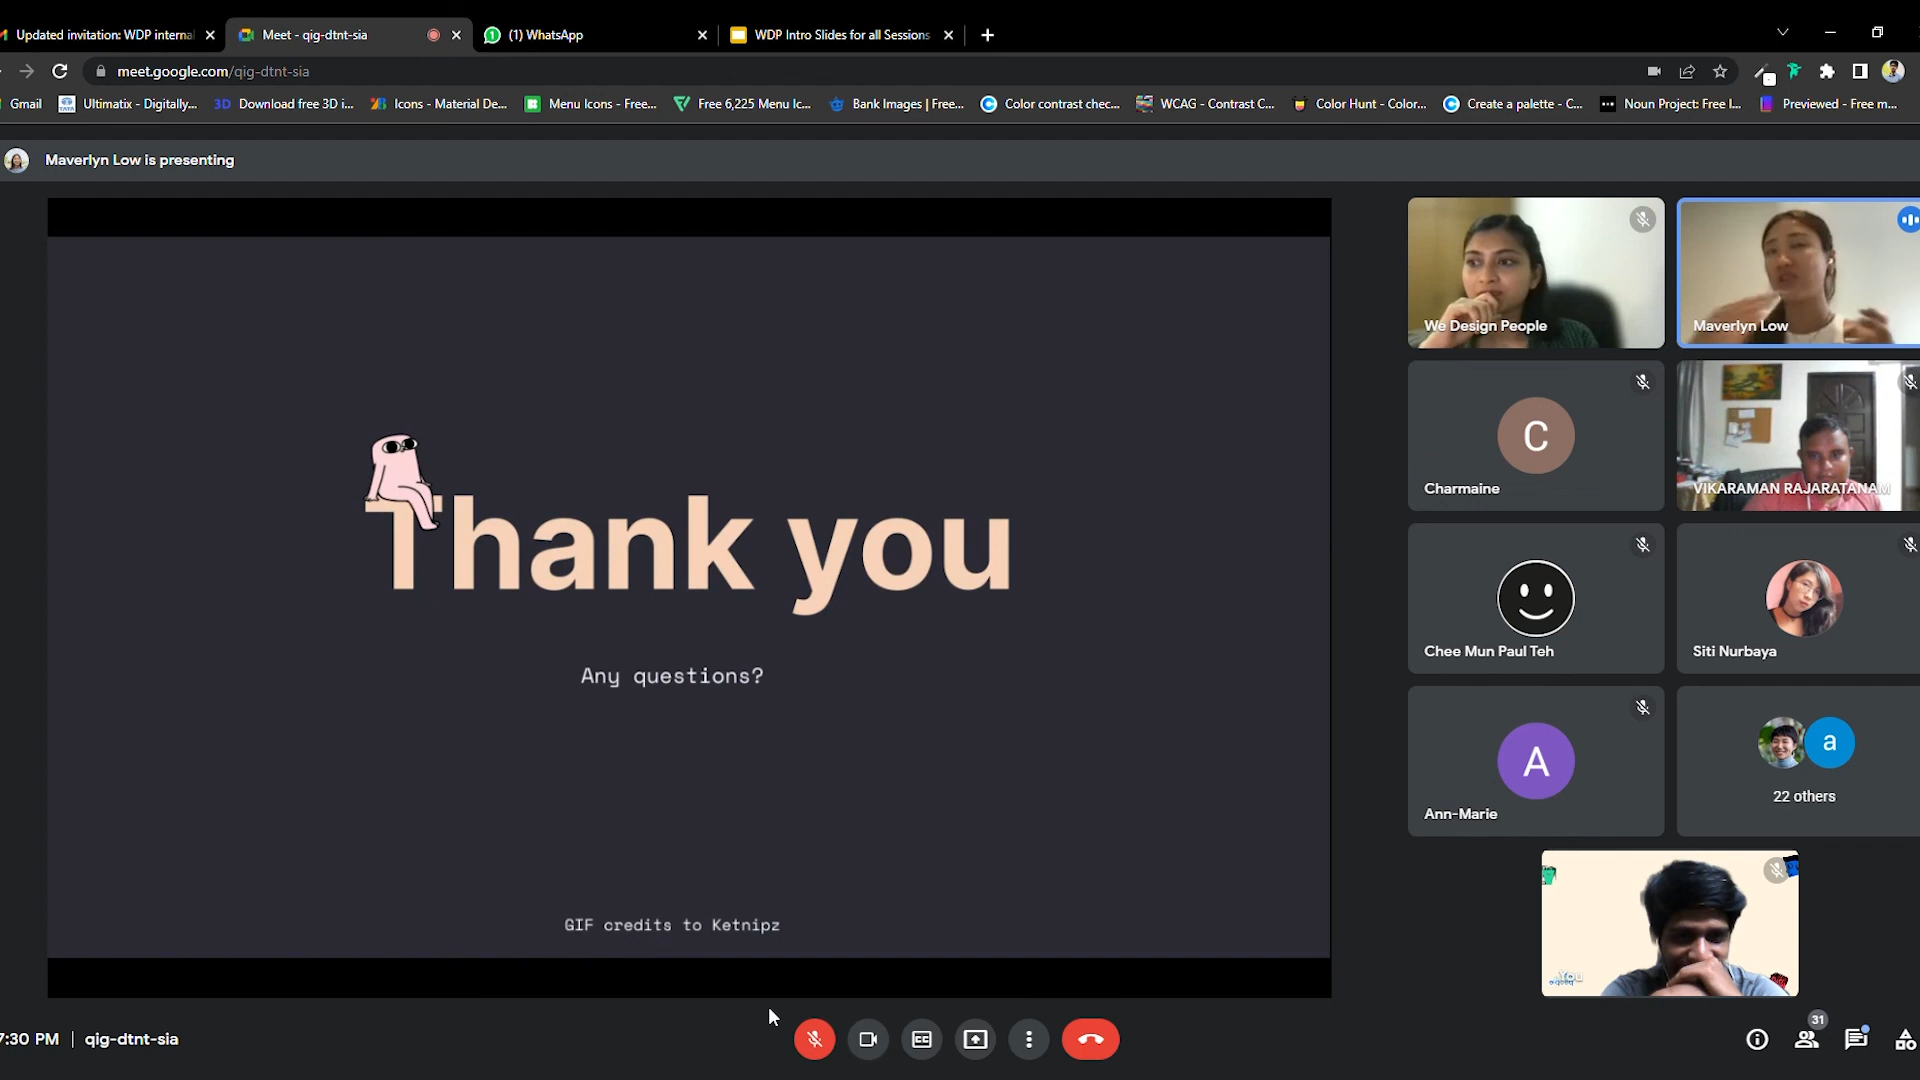 Updated invitation: WDP internal
Meet - qig-dtnt-sia
(1) WhatsApp
WDP Intro Slides for all Sessions
meet.google.com/qig-dtnt-sia
Gmail
Ultimatix - Digitally...
Download free 3D i...
Icons - Material De...
Menu Icons - Free...
Free 6,225 Menu Ic...
Bank Images | Free...
Color contrast chec...
WCAG - Contrast C...
Color Hunt - Color...
Create a palette - C...
Noun Project: Free I...
Previewed - Free m...
Maverlyn Low is presenting
Thank you
Any questions?
GIF credits to Ketnipz
We Design People
Maverlyn Low
C
Charmaine
VIKARAMAN RAJARATANAM
Chee Mun Paul Teh
Siti Nurbaya
A
Ann-Marie
a
22 others
You
7:30 PM | qig-dtnt-sia
31